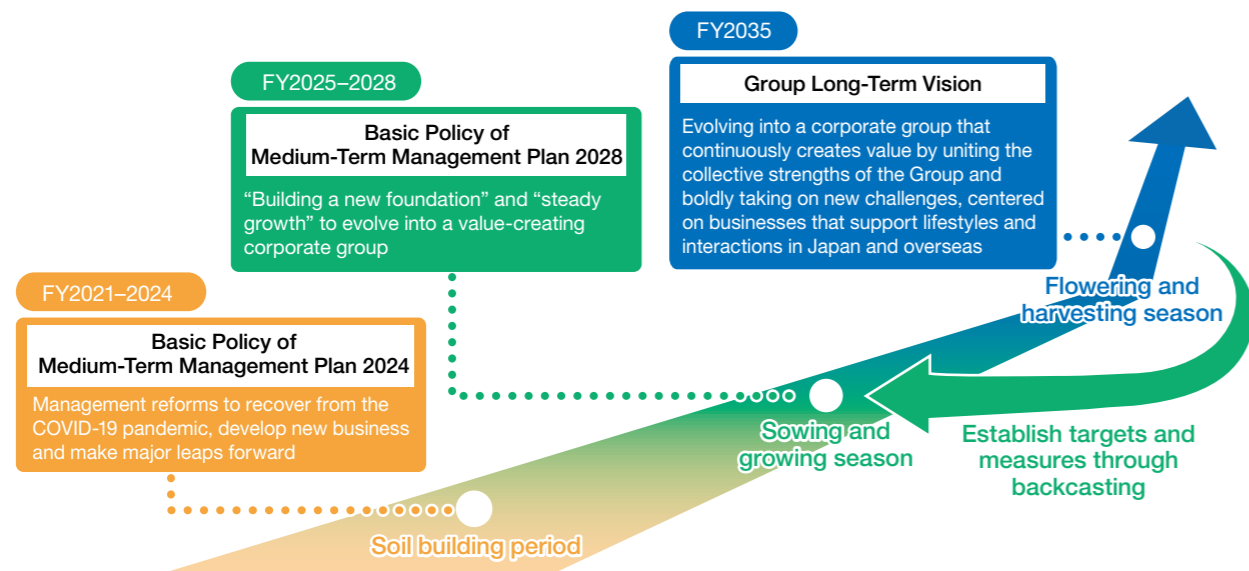 FY2021–2024
Basic Policy of
Medium-Term Management Plan 2024
Management reforms to recover from the
COVID-19 pandemic, develop new business
and make major leaps forward
Soil building period
FY2025–2028
Basic Policy of
Medium-Term Management Plan 2028
“Building a new foundation” and “steady
growth” to evolve into a value-creating
corporate group
Sowing and
growing season
FY2035
Group Long-Term Vision
Evolving into a corporate group that
continuously creates value by uniting the
collective strengths of the Group and
boldly taking on new challenges, centered
on businesses that support lifestyles and
interactions in Japan and overseas
Flowering and
harvesting season
Establish targets and
measures through
backcasting